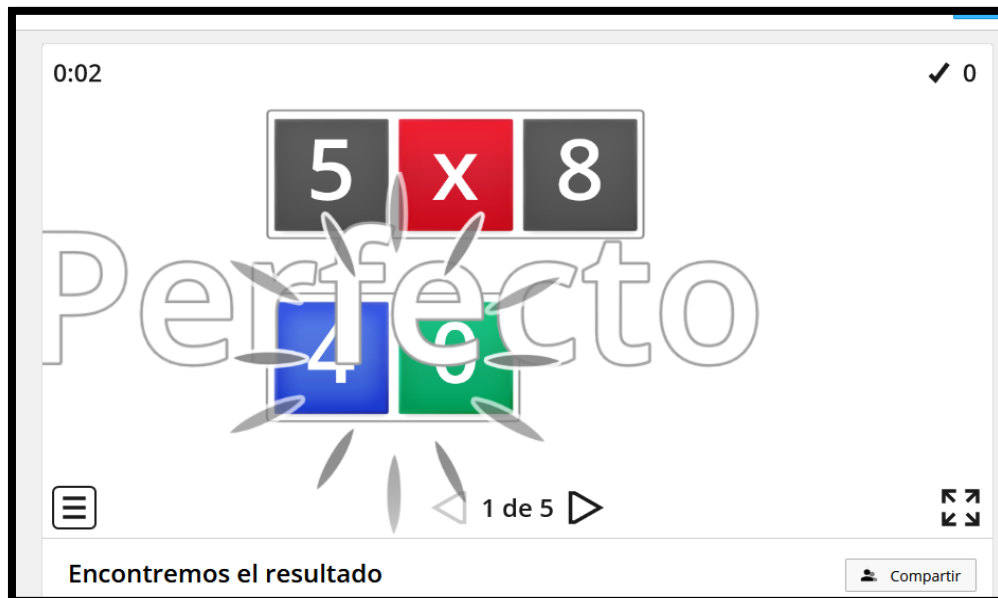 0:02
✓ 0
5 x 8
Perfecto
4 0
1 de 5
Encontremos el resultado
Compartir